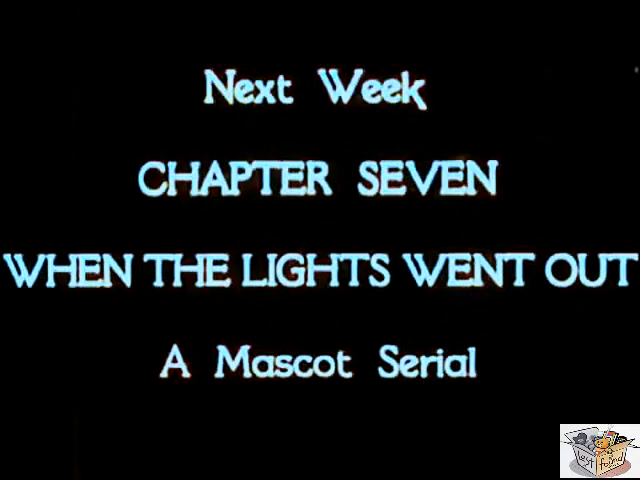 Next Week
CHAPTER SEVEN
WHEN THE LIGHTS WENT OUT
A Mascot Serial